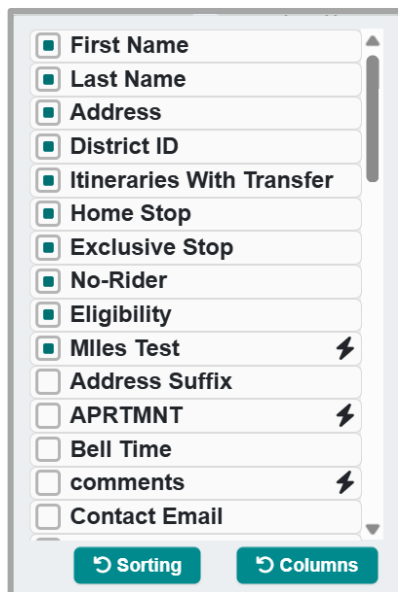 First Name
Last Name
Address
District ID
Itineraries With Transfer
Home Stop
Exclusive Stop
No-Rider
Eligibility
MIles Test
Address Suffix
APRTMNT
Bell Time
comments
Contact Email
Sorting Columns